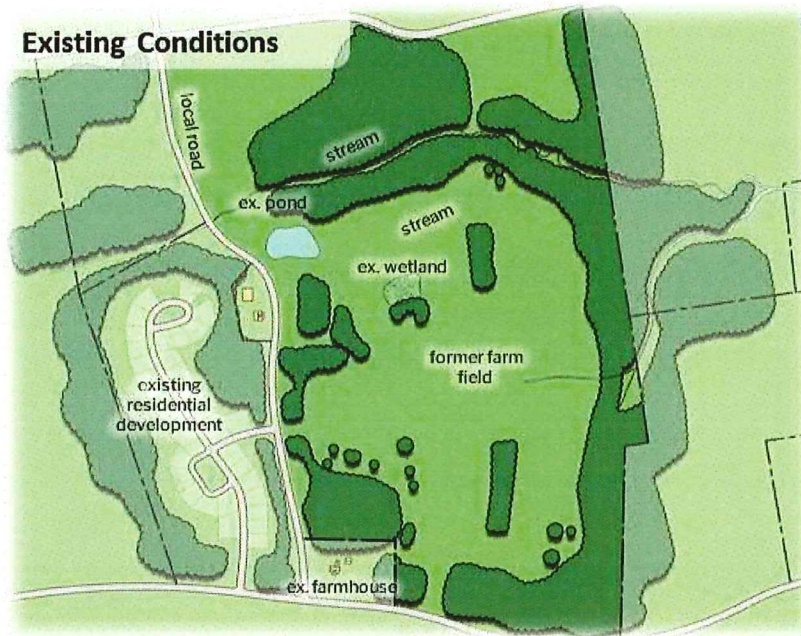 Existing Conditions
local road
stream
ex. pond
stream
ex. wetland
former farm
field
existing
residential
development
ex. farmhouse